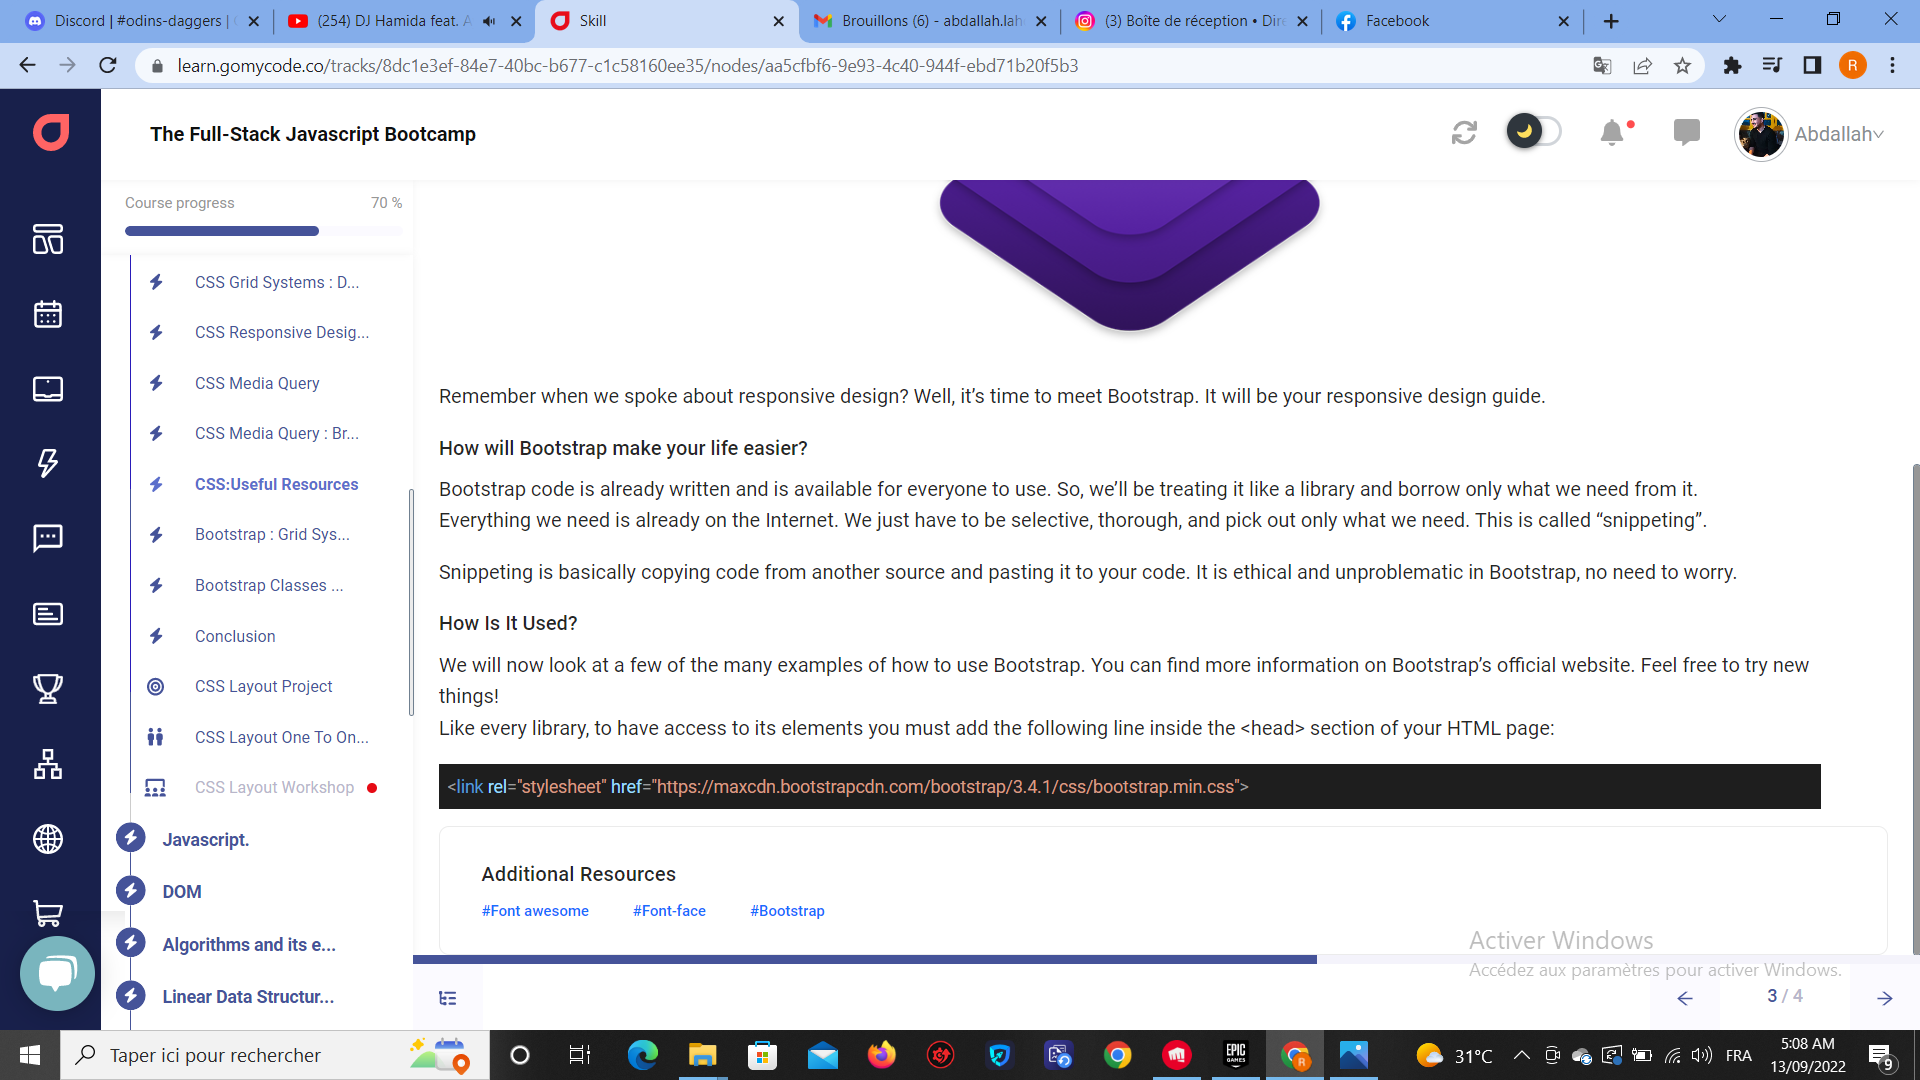 Discord | #odins-daggers |
(254) DJ Hamida feat. A
Skill
Brouillons (6) - abdallah.lah
(3) Boîte de réception • Dire
Facebook
learn.gomycode.co/tracks/8dc1e3ef-84e7-40bc-b677-c1c58160ee35/nodes/aa5cfbf6-9e93-4c40-944f-ebd71b20f5b3
R
The Full-Stack Javascript Bootcamp
Abdallah
Course progress 70 %
CSS Grid Systems : D...
CSS Responsive Desig...
CSS Media Query
CSS Media Query : Br...
CSS:Useful Resources
Bootstrap : Grid Sys...
Bootstrap Classes ...
Conclusion
CSS Layout Project
CSS Layout One To On...
CSS Layout Workshop
Javascript.
DOM
Algorithms and its e...
Linear Data Structur...
Remember when we spoke about responsive design? Well, it’s time to meet Bootstrap. It will be your responsive design guide.
How will Bootstrap make your life easier?
Bootstrap code is already written and is available for everyone to use. So, we’ll be treating it like a library and borrow only what we need from it.
Everything we need is already on the Internet. We just have to be selective, thorough, and pick out only what we need. This is called “snippeting”.
Snippeting is basically copying code from another source and pasting it to your code. It is ethical and unproblematic in Bootstrap, no need to worry.
How Is It Used?
We will now look at a few of the many examples of how to use Bootstrap. You can find more information on Bootstrap’s official website. Feel free to try new
things!
Like every library, to have access to its elements you must add the following line inside the <head> section of your HTML page:
<link rel="stylesheet" href="https://maxcdn.bootstrapcdn.com/bootstrap/3.4.1/css/bootstrap.min.css">
Additional Resources
#Font awesome #Font-face #Bootstrap
Activer Windows
Accédez aux paramètres pour activer Windows.
3 / 4
Taper ici pour rechercher
EPIC GAMES
R
31°C
FRA
5:08 AM
13/09/2022
9